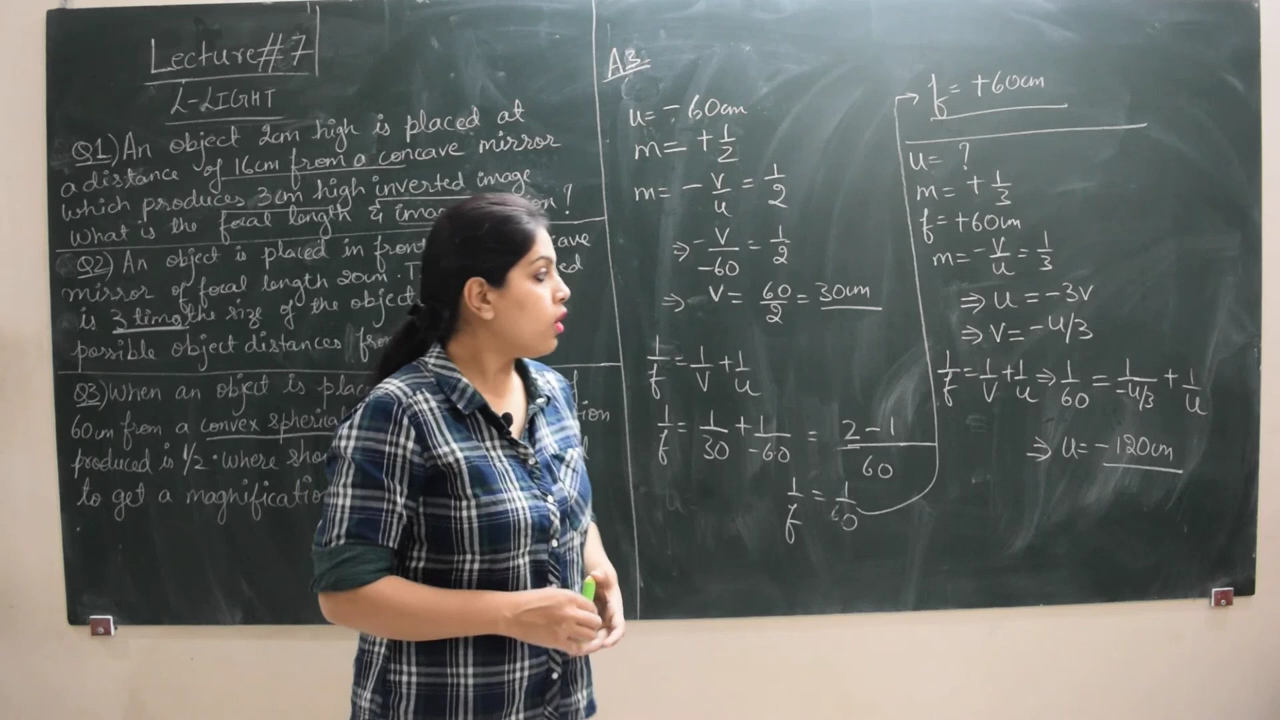 Lecture#7
L-LIGHT
Q1) An object 2cm high is placed at
a distance of 16cm from a concave mirror
which produces 3cm high inverted image
What is the focal length & ?
Q2) An object is placed in
mirror of focal length 20cm.
is 3 times the size of the object
possible object distances
Q3) When an object is
60cm from a convex
produced is 1/2. Where
to get a
A3.
u= -60cm
m= +1/2
m= -v/u = 1/2
⇒ -v/-60 = 1/2
⇒ v= 60/2 = 30cm
1/f = 1/v + 1/u
1/f = 1/30 + 1/-60 = 2-1/60
1/f = 1/60
f= +60cm
u= ?
m= +1/3
f= +60cm
m= -v/u = 1/3
⇒ u= -3v
⇒ v= -u/3
1/f = 1/v + 1/u ⇒ 1/60 = 1/-u/3 + 1/u
⇒ u= -120cm